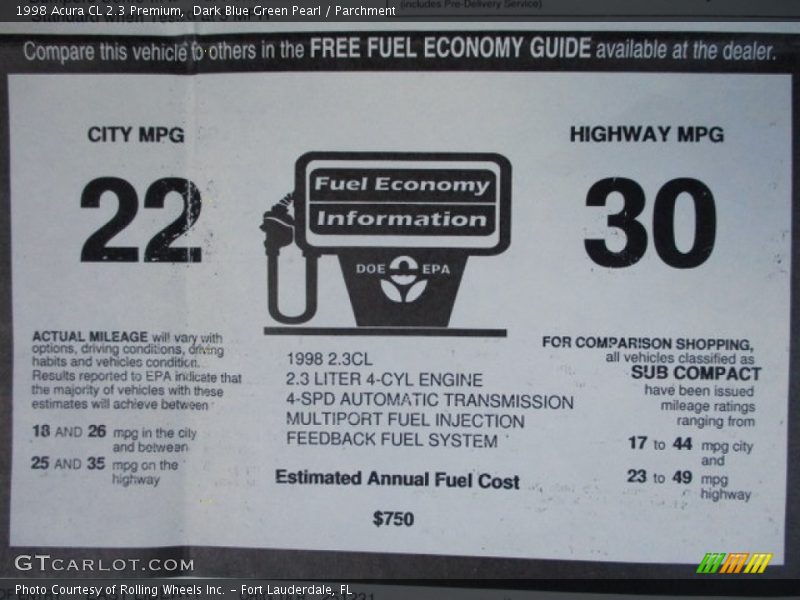 1998 Acura CL 2.3 Premium, Dark Blue Green Pearl / Parchment
(includes Pre-Delivery Service)
Compare this vehicle to others in the FREE FUEL ECONOMY GUIDE available at the dealer.
CITY MPG
22
HIGHWAY MPG
30
Fuel Economy
Information
DOE EPA
ACTUAL MILEAGE will vary with
options, driving conditions, driving
habits and vehicles condition.
Results reported to EPA indicate that
the majority of vehicles with these
estimates will achieve between
18 AND 26 mpg in the city
and between
25 AND 35 mpg on the
highway
1998 2.3CL
2.3 LITER 4-CYL ENGINE
4-SPD AUTOMATIC TRANSMISSION
MULTIPORT FUEL INJECTION
FEEDBACK FUEL SYSTEM
Estimated Annual Fuel Cost
$750
FOR COMPARISON SHOPPING,
all vehicles classified as
SUB COMPACT
have been issued
mileage ratings
ranging from
17 to 44 mpg city
and
23 to 49 mpg
highway
GTCARLOT.COM
Photo Courtesy of Rolling Wheels Inc. – Fort Lauderdale, FL